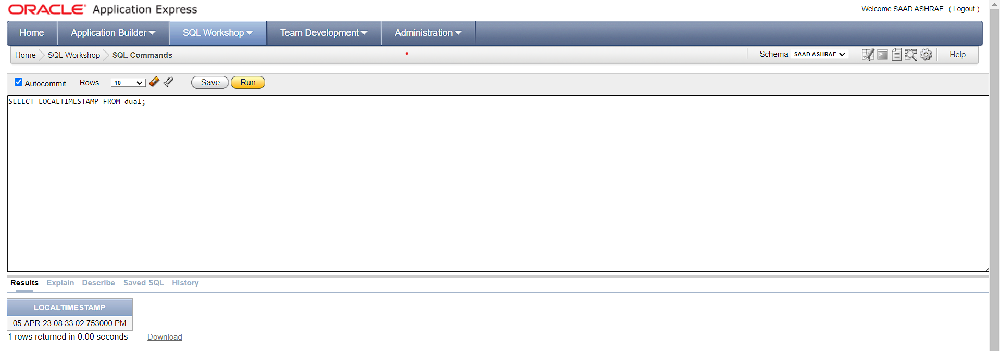 ORACLE Application Express
Welcome SAAD ASHRAF ( Logout )
Home Application Builder SQL Workshop Team Development Administration
Home SQL Workshop SQL Commands Schema SAAD ASHRAF Help
Autocommit Rows 10 Save Run
SELECT LOCALTIMESTAMP FROM dual;
Results Explain Describe Saved SQL History
LOCALTIMESTAMP
05-APR-23 08.33.02.753000 PM
1 rows returned in 0.00 seconds Download